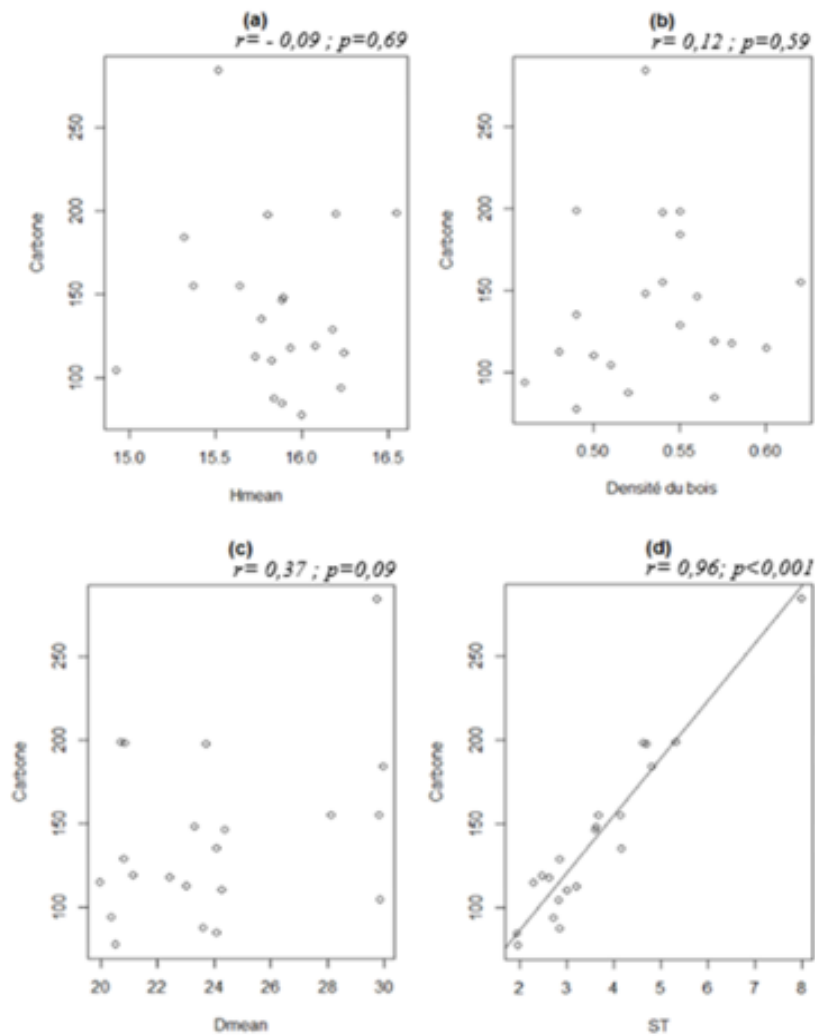 (a)
r= - 0,09 ; p=0,69
Carbone
250
200
150
100
15.0 15.5 16.0 16.5
Hmean
(b)
r= 0,12 ; p=0,59
Carbone
250
200
150
100
0.50 0.55 0.60
Densité du bois
(c)
r= 0,37 ; p=0,09
Carbone
250
200
150
100
20 22 24 26 28 30
Dmean
(d)
r= 0,96; p<0,001
Carbone
250
200
150
100
2 3 4 5 6 7 8
ST